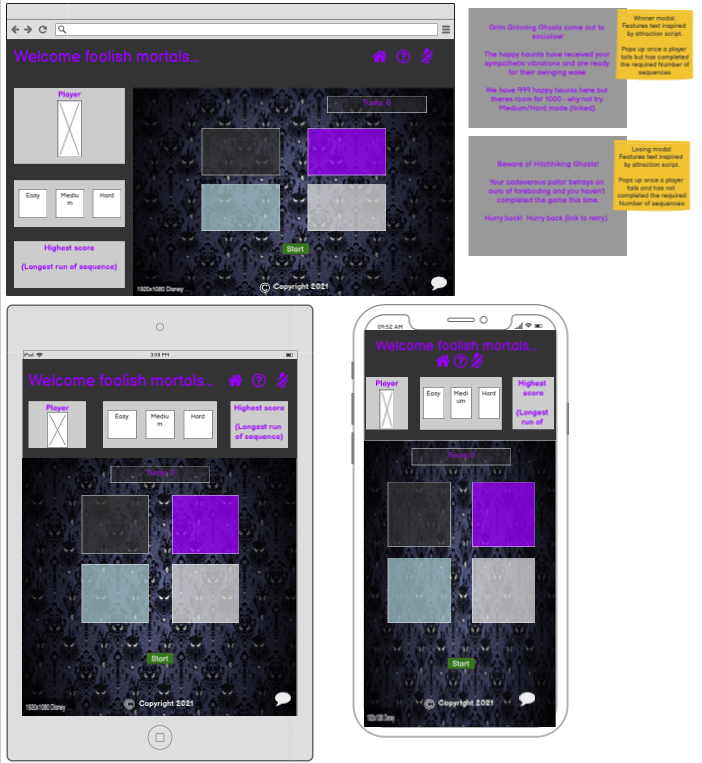 Welcome foolish mortals...
Player
Easy
Mediu
m
Hard
Highest score
(Longest run of sequence)
Turns: 0
Start
1920x1080 Disney ...
© Copyright 2021
Grim Grinning Ghosts come out to
socialise!
The happy haunts have received your
sympathetic vibrations and are ready
for their swinging wake.
We have 999 happy haunts here but
theres room for 1000 - why not try
Medium/Hard mode (linked).
Winner modal:
Features text inspired
by attraction script.
Pops up once a player
fails but has completed
the required Number of
sequences
Beware of Hitchhiking Ghosts!
Your cadaverous pallor betrays an
aura of foreboding and you haven't
completed the game this time.
Hurry back! Hurry back (link to retry).
Losing modal:
Features text inspired
by attraction script.
Pops up once a player
fails and has not
completed the required
Number of sequences
iPod
3:08 PM
Welcome foolish mortals...
Player
Easy
Mediu
m
Hard
Highest score
(Longest run
of sequence)
Turns: 0
Start
1920x1080 Disney ...
© Copyright 2021
09:52 AM
Welcome foolish mortals...
Player
Easy
Medi
um
Hard
Highest
score
(Longest
run of
Turns: 0
Start
© Copyright 2021
1920x1080 Disney